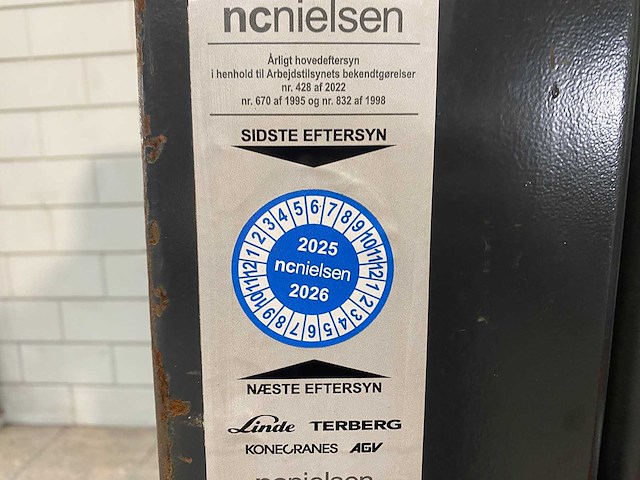 ncnielsen
Årligt hovedeftersyn
i henhold til Arbejdstilsynets bekendtgørelser
nr. 428 af 2022
nr. 670 af 1995 og nr. 832 af 1998
SIDSTE EFTERSYN
1 2 3 4 5 6 7 8 9 10 11 12
2025
ncnielsen
2026
1 2 3 4 5 6 7 8 9 10 11 12
NÆSTE EFTERSYN
Linde TERBERG
KONECRANES AGV
ncnielsen